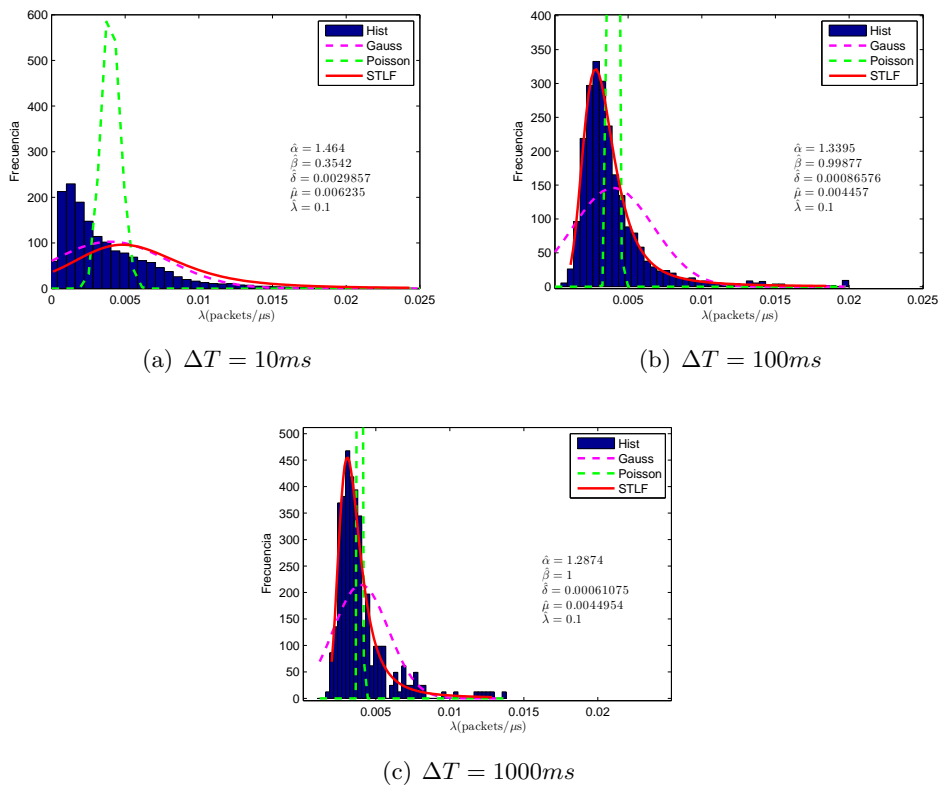 600
500
400
300
200
100
0
Frecuencia
0
0.005
0.01
0.015
0.02
0.025
λ(packets/μs)
Hist
Gauss
Poisson
STLF
α̂ = 1.464
β̂ = 0.3542
δ̂ = 0.0029857
μ̂ = 0.006235
λ̂ = 0.1
(a) ΔT = 10ms
400
350
300
250
200
150
100
50
0
Frecuencia
0.005
0.01
0.015
0.02
0.025
λ(packets/μs)
Hist
Gauss
Poisson
STLF
α̂ = 1.3395
β̂ = 0.99877
δ̂ = 0.00086576
μ̂ = 0.004457
λ̂ = 0.1
(b) ΔT = 100ms
500
450
400
350
300
250
200
150
100
50
0
Frecuencia
0.005
0.01
0.015
0.02
λ(packets/μs)
Hist
Gauss
Poisson
STLF
α̂ = 1.2874
β̂ = 1
δ̂ = 0.00061075
μ̂ = 0.0044954
λ̂ = 0.1
(c) ΔT = 1000ms